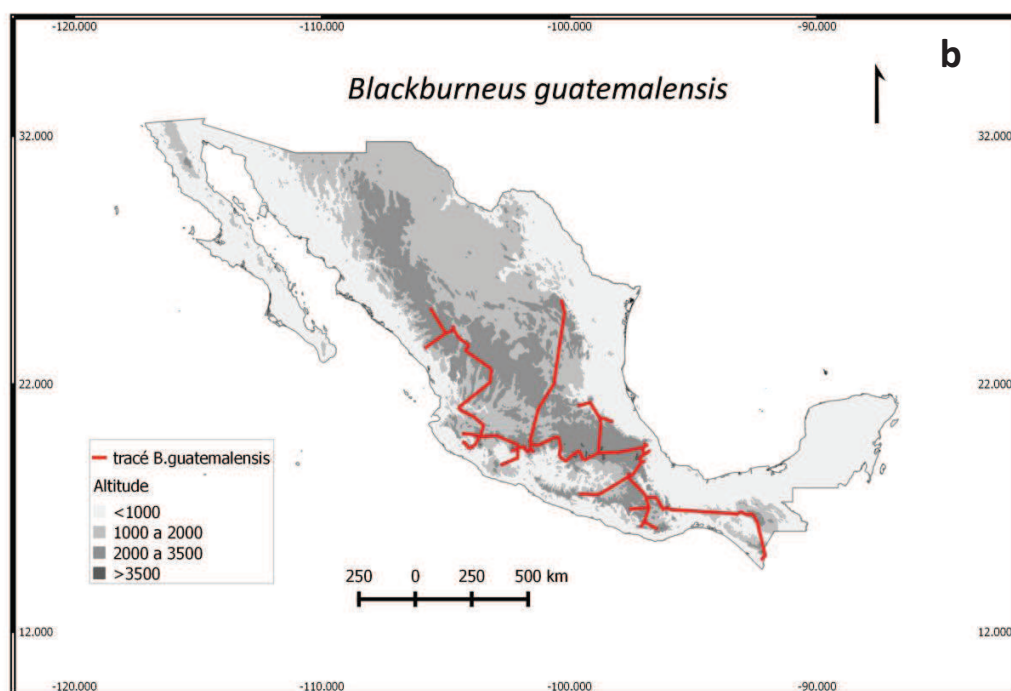 -120.000 -110.000 -100.000 -90.000
b
Blackburneus guatemalensis
32.000 32.000
22.000 22.000
tracé B.guatemalensis
Altitude
<1000
1000 a 2000
2000 a 3500
>3500
250 0 250 500 km
12.000 12.000
-120.000 -110.000 -100.000 -90.000